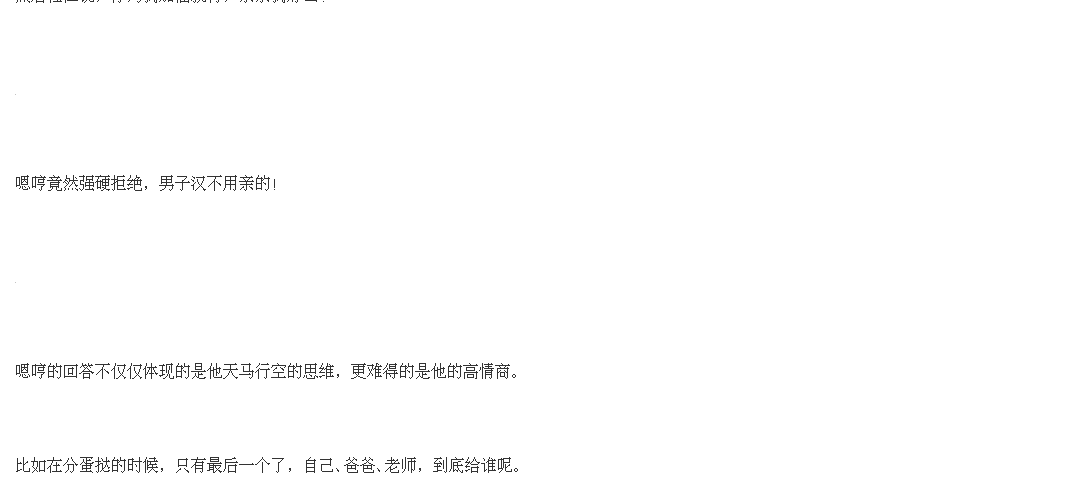 嗯哼竟然强硬拒绝，男子汉不用亲的！
嗯哼的回答不仅仅体现的是他天马行空的思维，更难得的是他的高情商。
比如在分蛋挞的时候，只有最后一个了，自己、爸爸、老师，到底给谁呢。